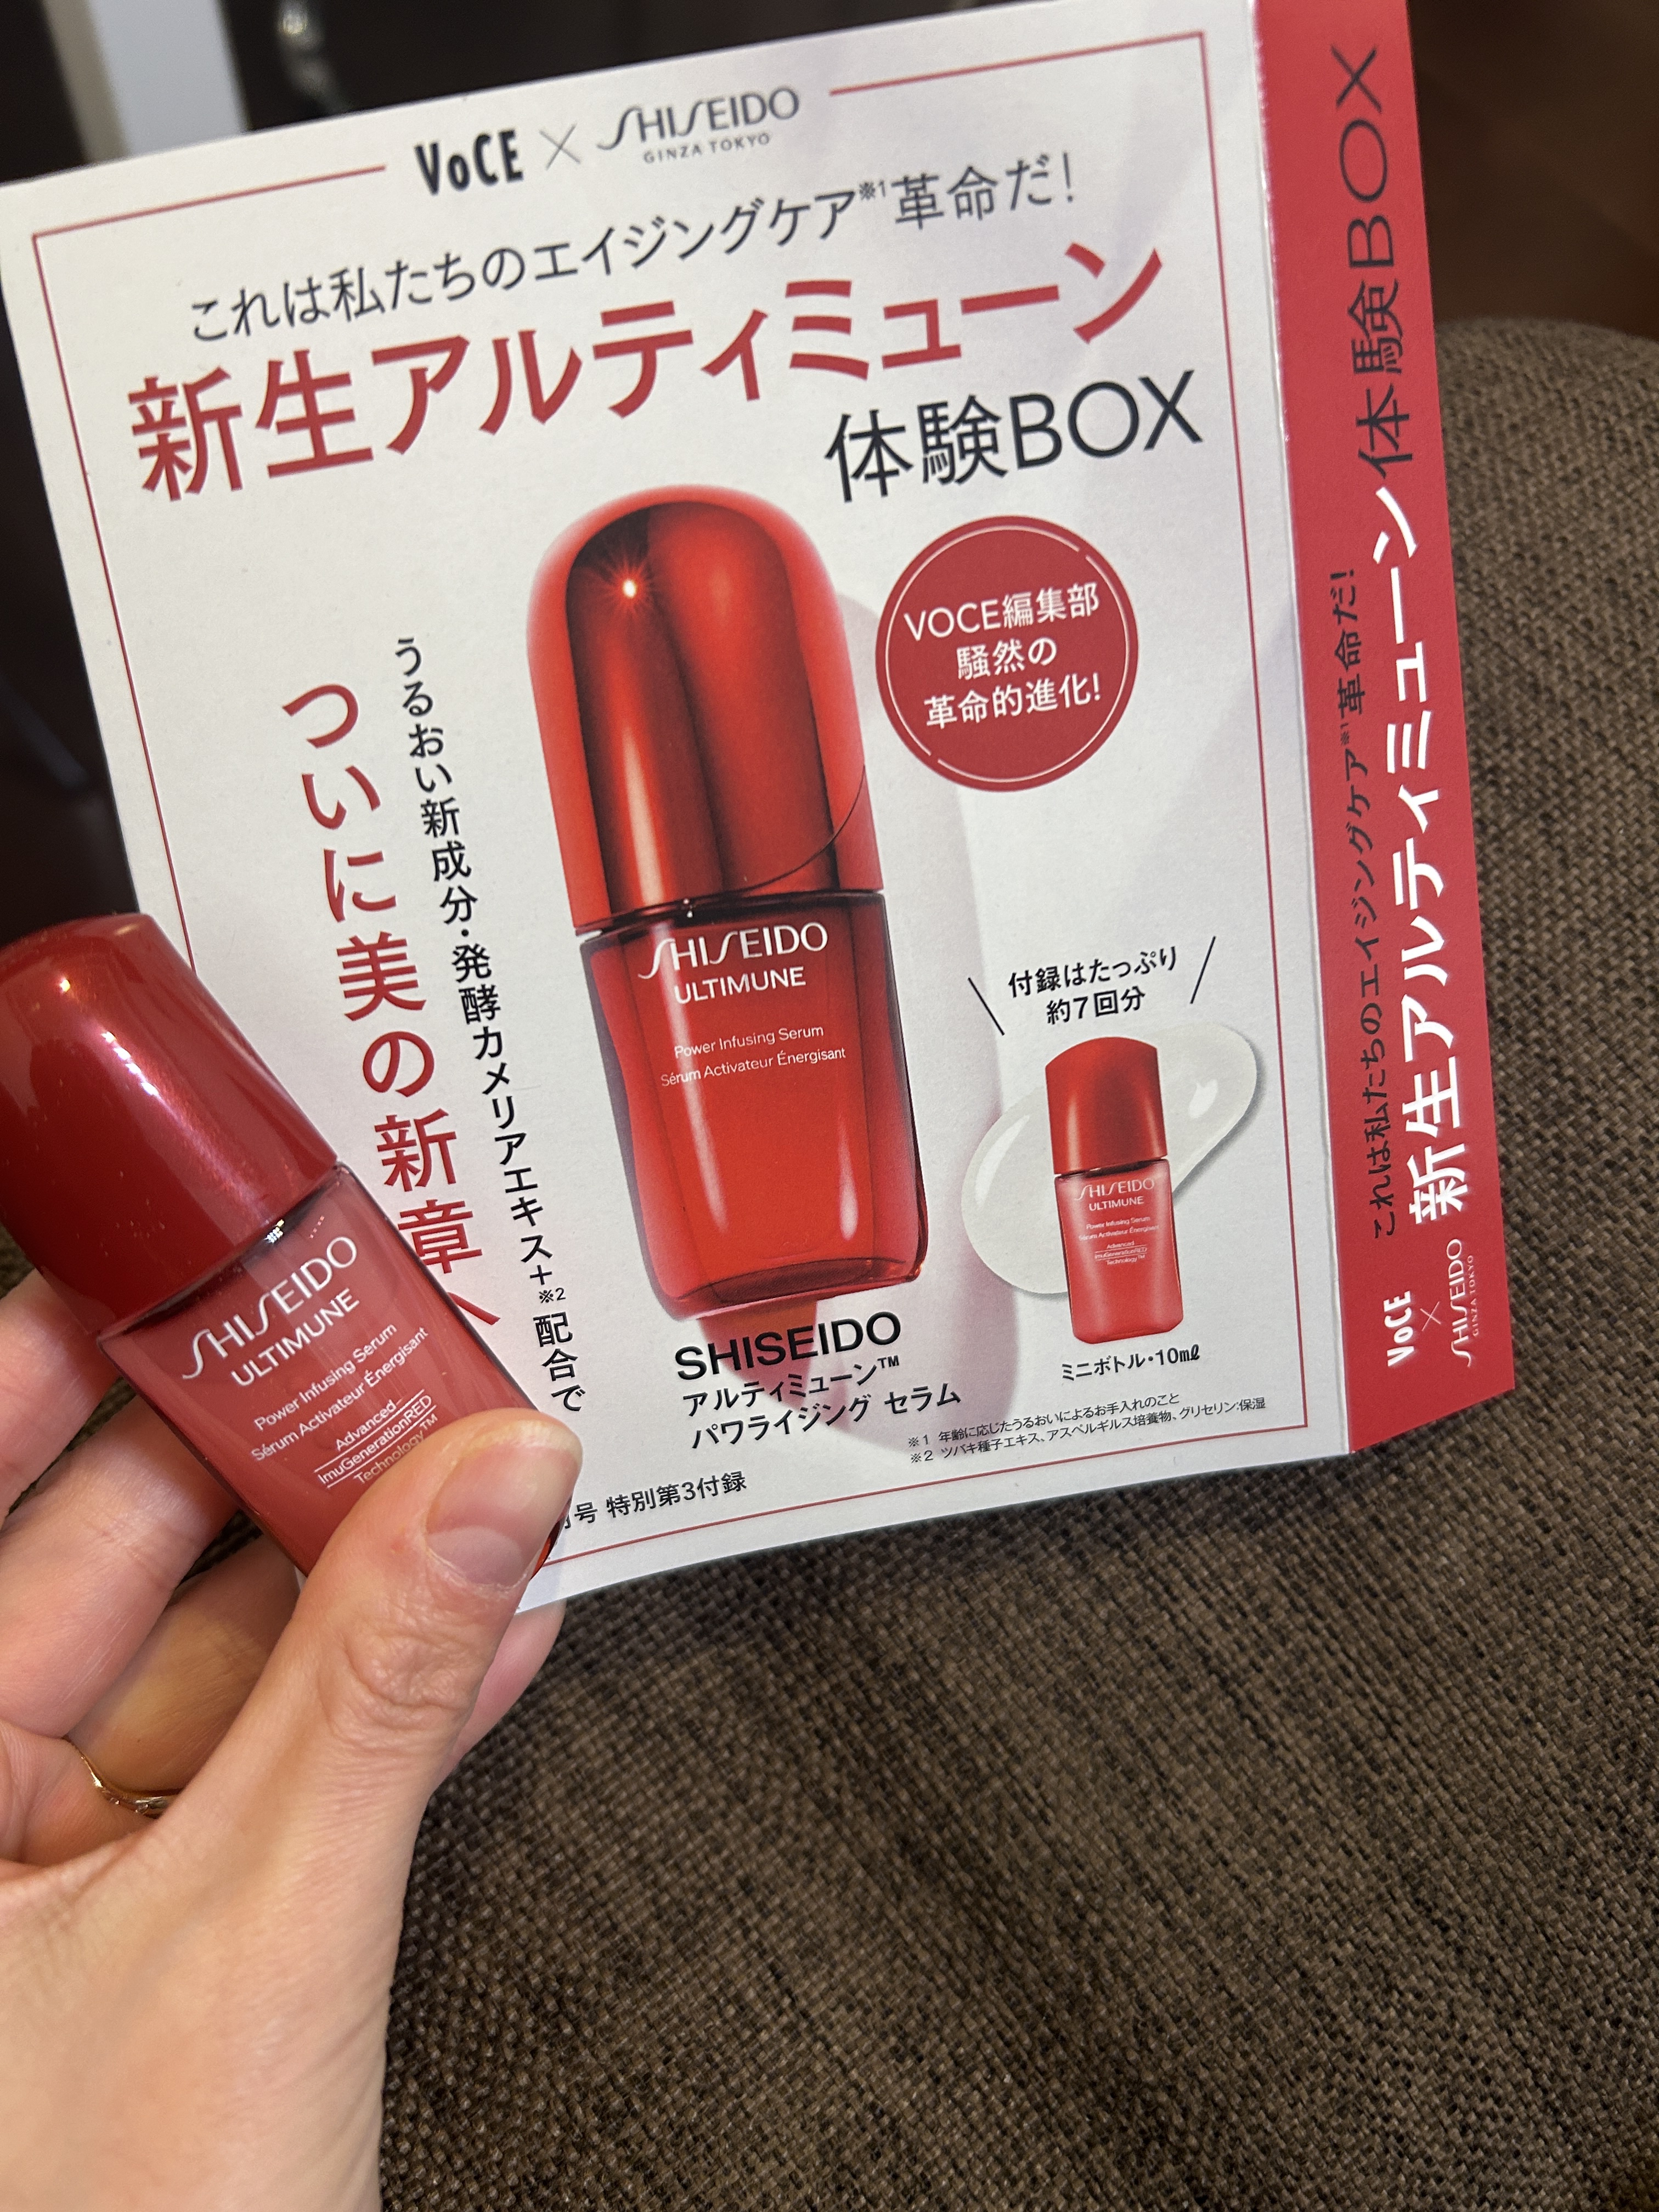 VoCE × SHISEIDO
GINZA TOKYO
これは私たちのエイジングケア※1革命だ！
新生アルティミューン
体験BOX
VOCE編集部
騒然の
革命的進化！
うるおい新成分・発酵カメリアエキス＋※2配合で
ついに美の新章へ
SHISEIDO
ULTIMUNE
Power Infusing Serum
Sérum Activateur Énergisant
付録はたっぷり
約7回分
SHISEIDO
ULTIMUNE
Power Infusing Serum
Sérum Activateur Énergisant
Advanced
ImuGenerationRED
Technology™
ミニボトル・10㎖
SHISEIDO
アルティミューン™
パワライジング セラム
※1 年齢に応じたうるおいによるお手入れのこと
※2 ツバキ種子エキス、アスペルギルス培養物、グリセリン:保湿
号 特別第3付録
SHISEIDO
ULTIMUNE
Power Infusing Serum
Sérum Activateur Énergisant
Advanced
ImuGenerationRED
Technology™
VoCE × SHISEIDO
GINZA TOKYO
これは私たちのエイジングケア※1革命だ！
新生アルティミューン体験BOX